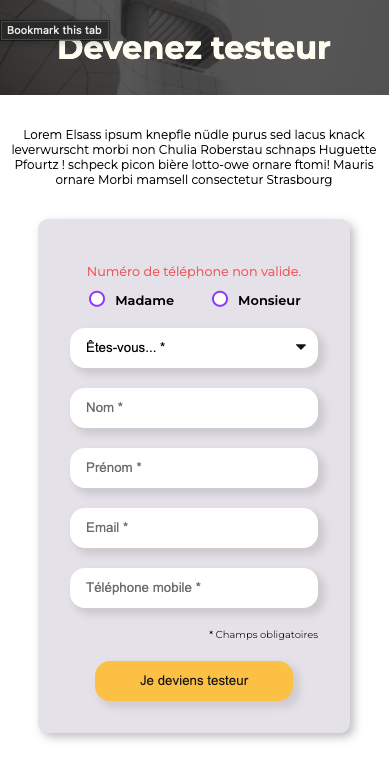 Bookmark this tab
Devenez testeur
Lorem Elsass ipsum knepfle nüdle purus sed lacus knack
leverwurscht morbi non Chulia Roberstau schnaps Huguette
Pfourtz ! schpeck picon bière lotto-owe ornare ftomi! Mauris
ornare Morbi mamsell consectetur Strasbourg
Numéro de téléphone non valide.
Madame Monsieur
Êtes-vous... *
Nom *
Prénom *
Email *
Téléphone mobile *
* Champs obligatoires
Je deviens testeur